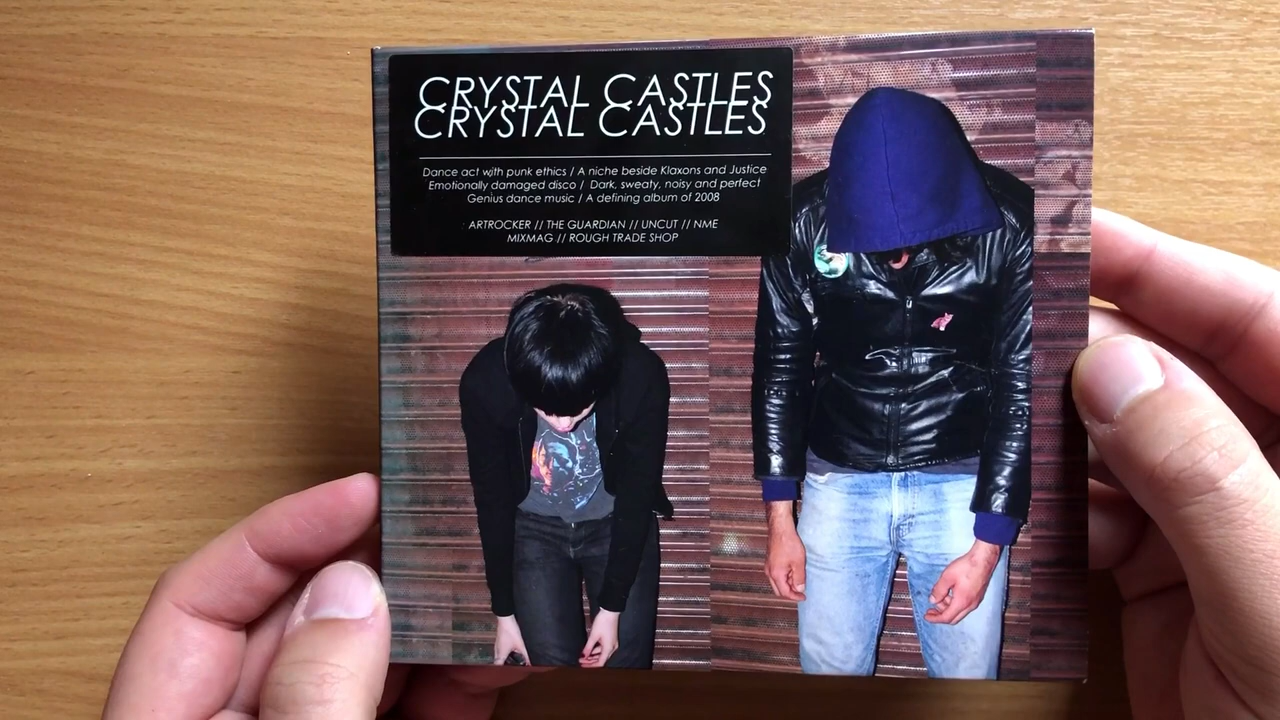 CRYSTAL CASTLES
CRYSTAL CASTLES
Dance act with punk ethics / A niche beside Klaxons and Justice
Emotionally damaged disco / Dark, sweaty, noisy and perfect
Genius dance music / A defining album of 2008
ARTROCKER // THE GUARDIAN // UNCUT // NME
MIXMAG // ROUGH TRADE SHOP